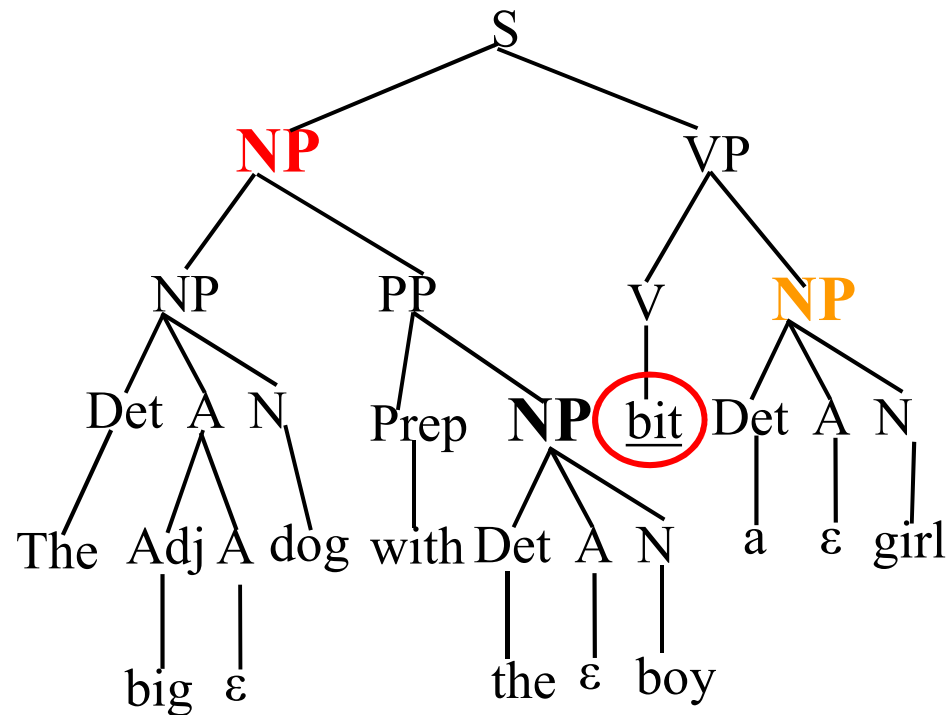 S
NP VP
NP PP V NP
Det A N Prep NP bit Det A N
The Adj A dog with Det A N a ε girl
big ε the ε boy